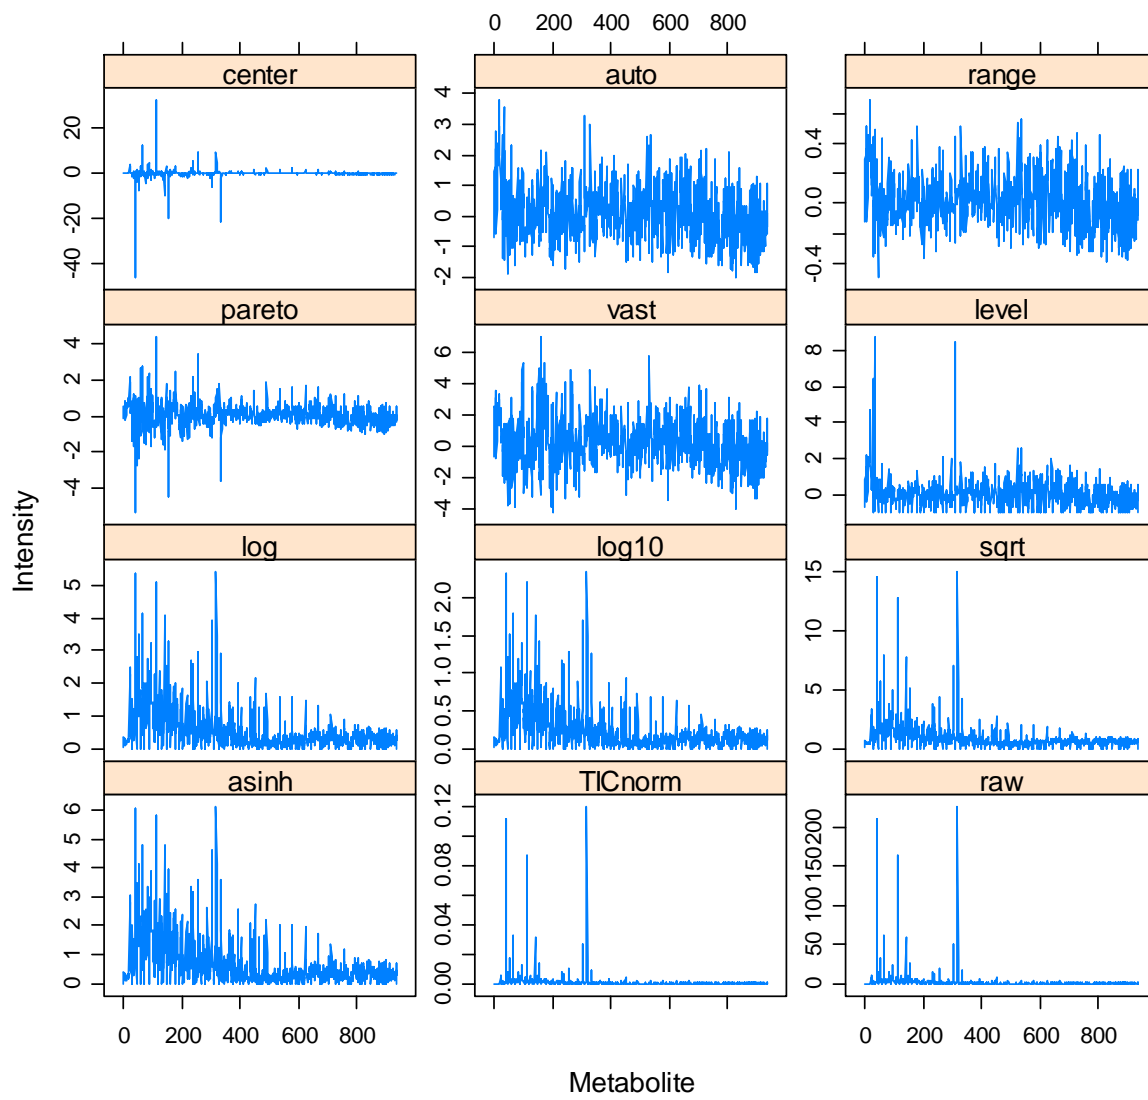 0 200 400 600 800
center auto range
20 0 -20 -40
4 3 2 1 0 -1 -2
0.4 0.0 -0.4
pareto vast level
4 2 0 -2 -4
6 4 2 0 -2 -4
8 6 4 2 0
log log10 sqrt
5 4 3 2 1 0
2.0 1.5 1.0 0.5 0.0
15 10 5 0
asinh TICnorm raw
6 5 4 3 2 1 0
0.12 0.08 0.04 0.00
200 150 100 50 0
0 200 400 600 800
0 200 400 600 800
Intensity
Metabolite